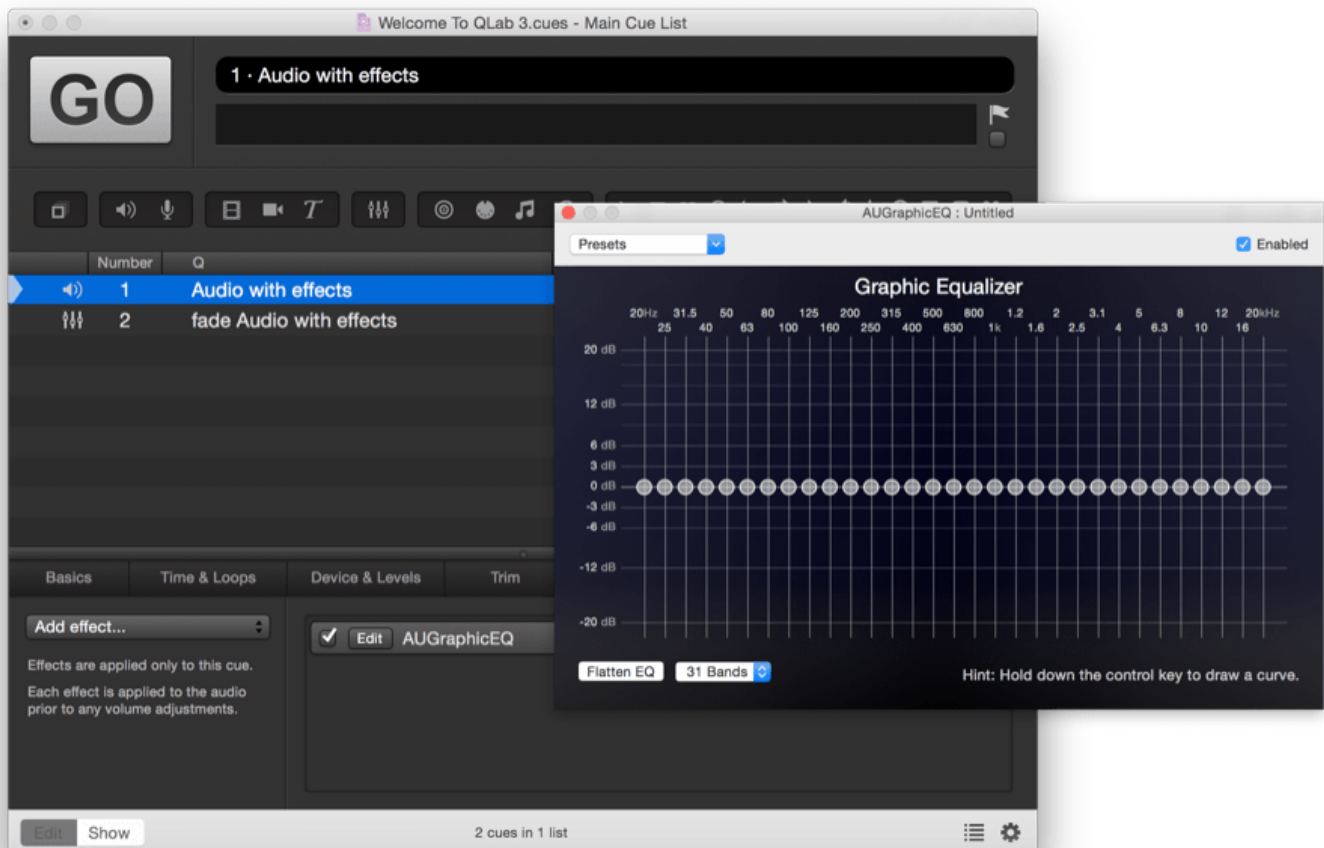 Welcome To QLab 3.cues - Main Cue List
GO
1 · Audio with effects
T
Number Q
1 Audio with effects
2 fade Audio with effects
Basics Time & Loops Device & Levels Trim
Add effect...
Effects are applied only to this cue.
Each effect is applied to the audio
prior to any volume adjustments.
Edit AUGraphicEQ
Edit Show
2 cues in 1 list
AUGraphicEQ : Untitled
Presets
Enabled
Graphic Equalizer
20Hz 31.5 50 80 125 200 315 500 800 1.2 2 3.1 5 8 12 20kHz
25 40 63 100 160 250 400 630 1k 1.6 2.5 4 6.3 10 16
20 dB
12 dB
6 dB
3 dB
0 dB
-3 dB
-6 dB
-12 dB
-20 dB
Flatten EQ 31 Bands
Hint: Hold down the control key to draw a curve.